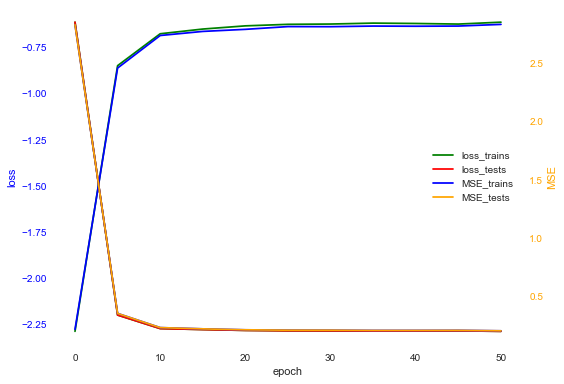 −0.75
−1.00
−1.25
−1.50
−1.75
−2.00
−2.25
loss
0 10 20 30 40 50
epoch
2.5
2.0
1.5
1.0
0.5
MSE
loss_trains
loss_tests
MSE_trains
MSE_tests